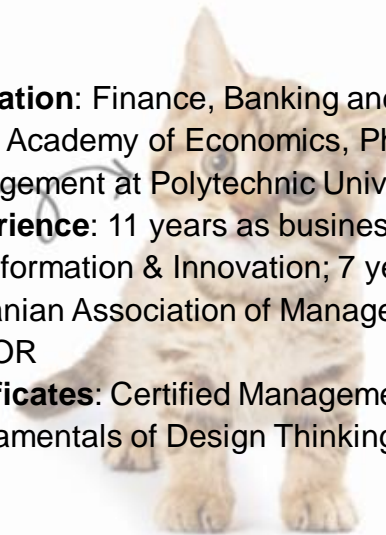 ation: Finance, Banking and
Academy of Economics, Ph
gement at Polytechnic Univ
rience: 11 years as busines
formation & Innovation; 7 ye
anian Association of Manage
OR
ficates: Certified Manageme
amentals of Design Thinking